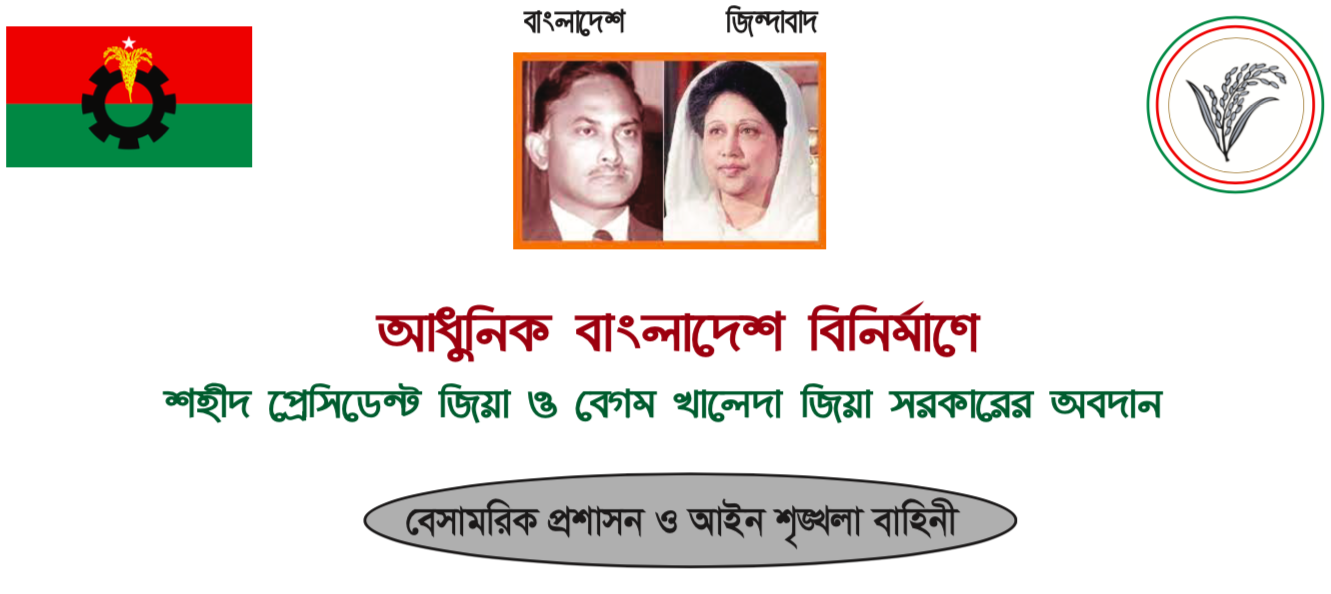 বাংলাদেশ জিন্দাবাদ
আধুনিক বাংলাদেশ বিনির্মাণে
শহীদ প্রেসিডেন্ট জিয়া ও বেগম খালেদা জিয়া সরকারের অবদান
বেসামরিক প্রশাসন ও আইন শৃঙ্খলা বাহিনী